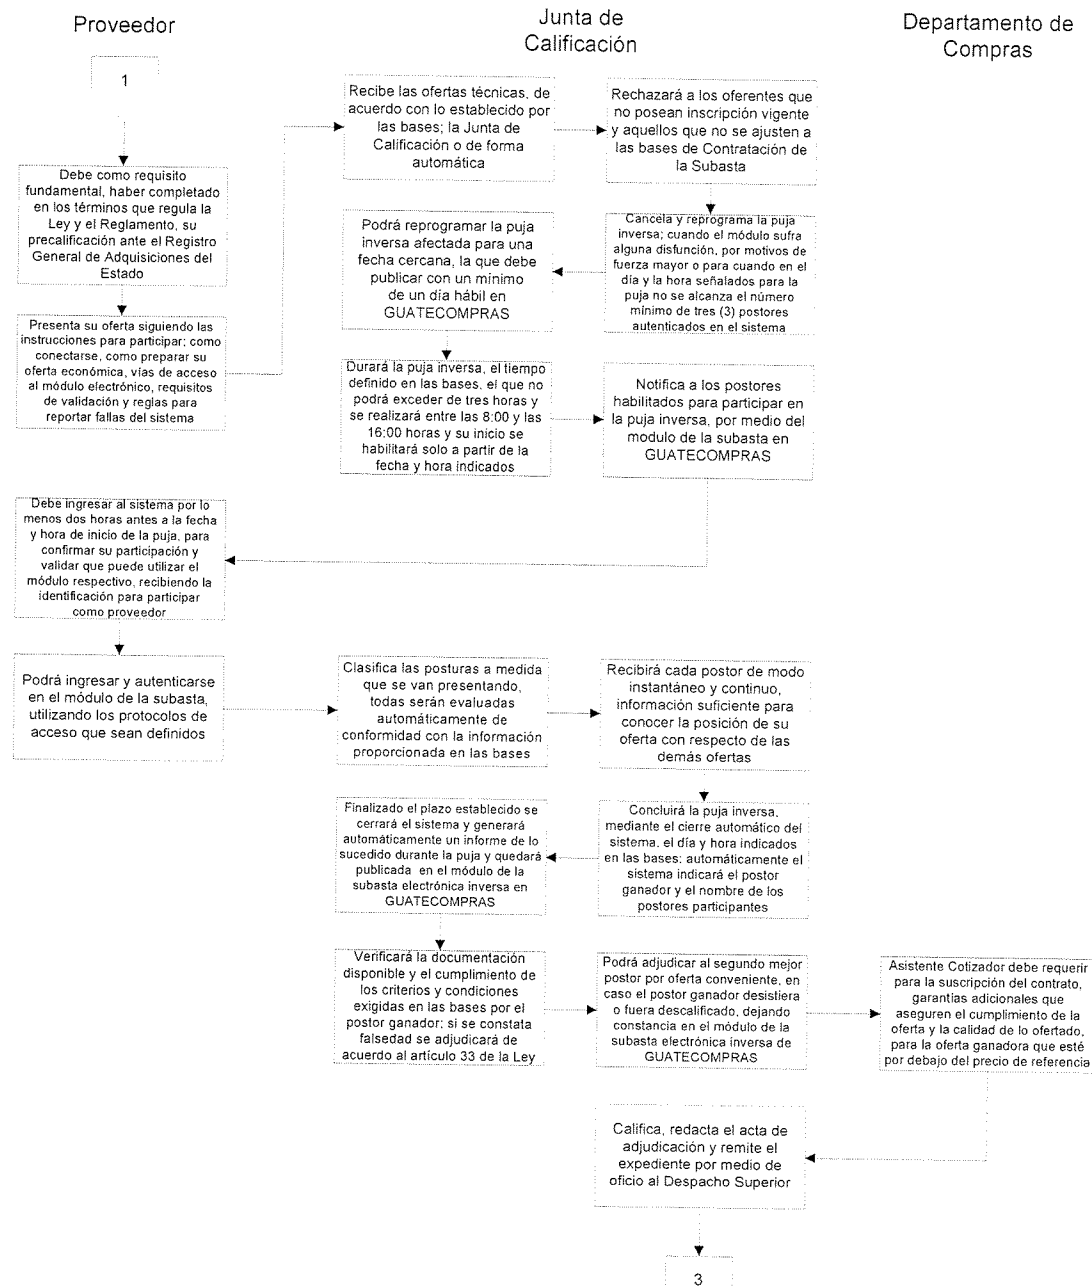 Proveedor
Junta de
Calificación
Departamento de
Compras
1
Debe como requisito
fundamental, haber completado
en los términos que regula la
Ley y el Reglamento, su
precalificación ante el Registro
General de Adquisiciones del
Estado
Presenta su oferta siguiendo las
instrucciones para participar; como
conectarse, como preparar su
oferta económica, vías de acceso
al módulo electrónico, requisitos
de validación y reglas para
reportar fallas del sistema
Recibe las ofertas técnicas, de
acuerdo con lo establecido por
las bases; la Junta de
Calificación o de forma
automática
Rechazará a los oferentes que
no posean inscripción vigente
y aquellos que no se ajusten a
las bases de Contratación de
la Subasta
Cancela y reprograma la puja
inversa; cuando el módulo sufra
alguna disfunción, por motivos de
fuerza mayor o para cuando en el
día y la hora señalados para la
puja no se alcanza el número
mínimo de tres (3) postores
autenticados en el sistema
Podrá reprogramar la puja
inversa afectada para una
fecha cercana, la que debe
publicar con un mínimo
de un día hábil en
GUATECOMPRAS
Durará la puja inversa, el tiempo
definido en las bases, el que no
podrá exceder de tres horas y
se realizará entre las 8:00 y las
16:00 horas y su inicio se
habilitará solo a partir de la
fecha y hora indicados
Notifica a los postores
habilitados para participar en
la puja inversa, por medio del
modulo de la subasta en
GUATECOMPRAS
Debe ingresar al sistema por lo
menos dos horas antes a la fecha
y hora de inicio de la puja, para
confirmar su participación y
validar que puede utilizar el
módulo respectivo, recibiendo la
identificación para participar
como proveedor
Podrá ingresar y autenticarse
en el módulo de la subasta,
utilizando los protocolos de
acceso que sean definidos
Clasifica las posturas a medida
que se van presentando,
todas serán evaluadas
automáticamente de
conformidad con la información
proporcionada en las bases
Recibirá cada postor de modo
instantáneo y continuo,
información suficiente para
conocer la posición de su
oferta con respecto de las
demás ofertas
Concluirá la puja inversa,
mediante el cierre automático del
sistema, el día y hora indicados
en las bases; automáticamente el
sistema indicará el postor
ganador y el nombre de los
postores participantes
Finalizado el plazo establecido se
cerrará el sistema y generará
automáticamente un informe de lo
sucedido durante la puja y quedará
publicada en el módulo de la
subasta electrónica inversa en
GUATECOMPRAS
Verificará la documentación
disponible y el cumplimiento de
los criterios y condiciones
exigidas en las bases por el
postor ganador; si se constata
falsedad se adjudicará de
acuerdo al artículo 33 de la Ley
Podrá adjudicar al segundo mejor
postor por oferta conveniente, en
caso el postor ganador desistiera
o fuera descalificado, dejando
constancia en el módulo de la
subasta electrónica inversa de
GUATECOMPRAS
Asistente Cotizador debe requerir
para la suscripción del contrato,
garantías adicionales que
aseguren el cumplimiento de la
oferta y la calidad de lo ofertado,
para la oferta ganadora que esté
por debajo del precio de referencia
Califica, redacta el acta de
adjudicación y remite el
expediente por medio de
oficio al Despacho Superior
3